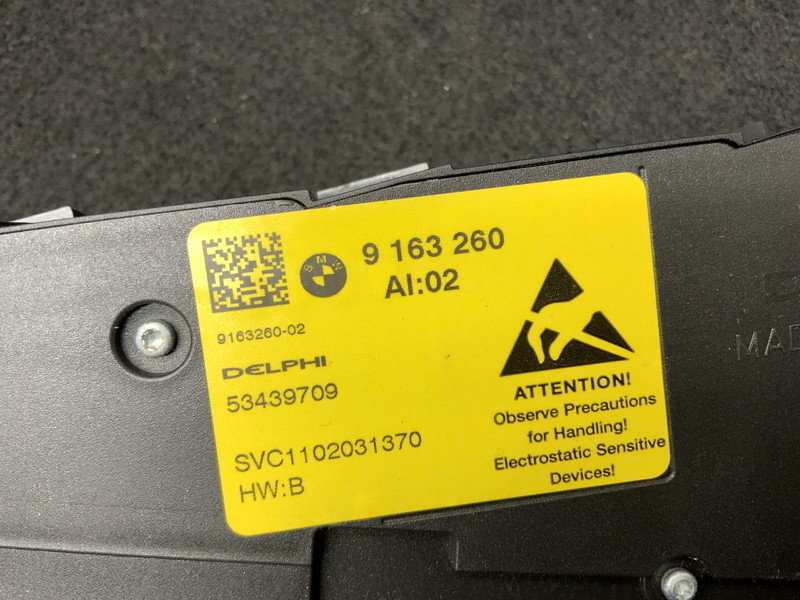 BMW
9 163 260
AI:02
9163260-02
DELPHI
53439709
SVC1102031370
HW:B
ATTENTION!
Observe Precautions
for Handling!
Electrostatic Sensitive
Devices!